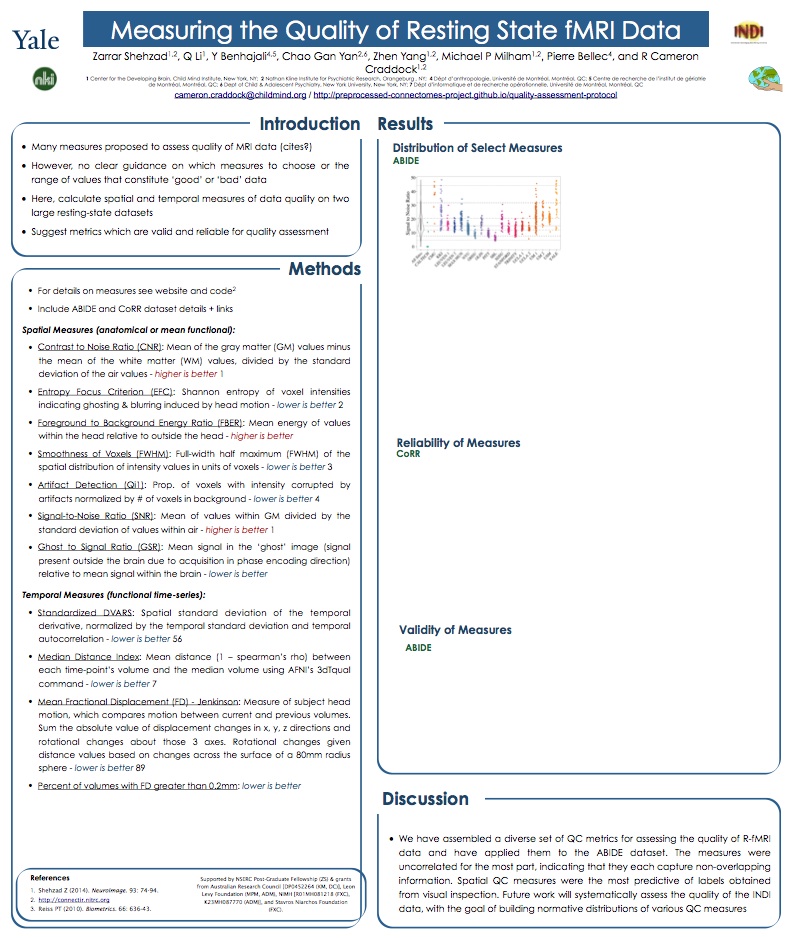 Measuring the Quality of Resting State fMRI Data
Yale
nki
INDI
Zarrar Shehzad1,2, Q Li1, Y Benhajali4,5, Chao Gan Yan2,6, Zhen Yang1,2, Michael P Milham1,2, Pierre Bellec4, and R Cameron
Craddock1,2
1 Center for the Developing Brain, Child Mind Institute, New York, NY; 2 Nathan Kline Institute for Psychiatric Research, Orangeburg , NY; 4 Dépt d'anthropologie, Université de Montréal, Montréal, QC; 5 Centre de recherche de l'institut de gériatrie
de Montréal, Montréal, QC; 6 Dept of Child & Adolescent Psychiatry, New York University, New York, NY; 7 Dépt d'informatique et de recherche opérationnelle, Université de Montréal, Montréal, QC
cameron.craddock@childmind.org / http://preprocessed-connectomes-project.github.io/quality-assessment-protocol
Introduction
• Many measures proposed to assess quality of MRI data (cites?)
• However, no clear guidance on which measures to choose or the
range of values that constitute 'good' or 'bad' data
• Here, calculate spatial and temporal measures of data quality on two
large resting-state datasets
• Suggest metrics which are valid and reliable for quality assessment
Methods
• For details on measures see website and code2
• Include ABIDE and CoRR dataset details + links
Spatial Measures (anatomical or mean functional):
• Contrast to Noise Ratio (CNR): Mean of the gray matter (GM) values minus
the mean of the white matter (WM) values, divided by the standard
deviation of the air values - higher is better 1
• Entropy Focus Criterion (EFC): Shannon entropy of voxel intensities
indicating ghosting & blurring induced by head motion - lower is better 2
• Foreground to Background Energy Ratio (FBER): Mean energy of values
within the head relative to outside the head - higher is better
• Smoothness of Voxels (FWHM): Full-width half maximum (FWHM) of the
spatial distribution of intensity values in units of voxels - lower is better 3
• Artifact Detection (Qi1): Prop. of voxels with intensity corrupted by
artifacts normalized by # of voxels in background - lower is better 4
• Signal-to-Noise Ratio (SNR): Mean of values within GM divided by the
standard deviation of values within air - higher is better 1
• Ghost to Signal Ratio (GSR): Mean signal in the 'ghost' image (signal
present outside the brain due to acquisition in phase encoding direction)
relative to mean signal within the brain - lower is better
Temporal Measures (functional time-series):
• Standardized DVARS: Spatial standard deviation of the temporal
derivative, normalized by the temporal standard deviation and temporal
autocorrelation - lower is better 56
• Median Distance Index: Mean distance (1 – spearman's rho) between
each time-point's volume and the median volume using AFNI's 3dTqual
command - lower is better 7
• Mean Fractional Displacement (FD) - Jenkinson: Measure of subject head
motion, which compares motion between current and previous volumes.
Sum the absolute value of displacement changes in x, y, z directions and
rotational changes about those 3 axes. Rotational changes given
distance values based on changes across the surface of a 80mm radius
sphere - lower is better 89
• Percent of volumes with FD greater than 0.2mm: lower is better
References
1. Shehzad Z (2014). NeuroImage. 93: 74-94.
2. http://connectir.nitrc.org
3. Reiss PT (2010). Biometrics. 66: 636-43.
Supported by NSERC Post-Graduate Fellowship (ZS) & grants
from Australian Research Council [DP0452264 (KM, DC)], Leon
Levy Foundation (MPM, ADM), NIMH [R01MH081218 (FXC),
K23MH087770 (ADM)], and Stavros Niarchos Foundation
(FXC).
Results
Distribution of Select Measures
ABIDE
Signal to Noise Ratio
Reliability of Measures
CoRR
Validity of Measures
ABIDE
Discussion
• We have assembled a diverse set of QC metrics for assessing the quality of R-fMRI
data and have applied them to the ABIDE dataset. The measures were
uncorrelated for the most part, indicating that they each capture non-overlapping
information. Spatial QC measures were the most predictive of labels obtained
from visual inspection. Future work will systematically assess the quality of the INDI
data, with the goal of building normative distributions of various QC measures